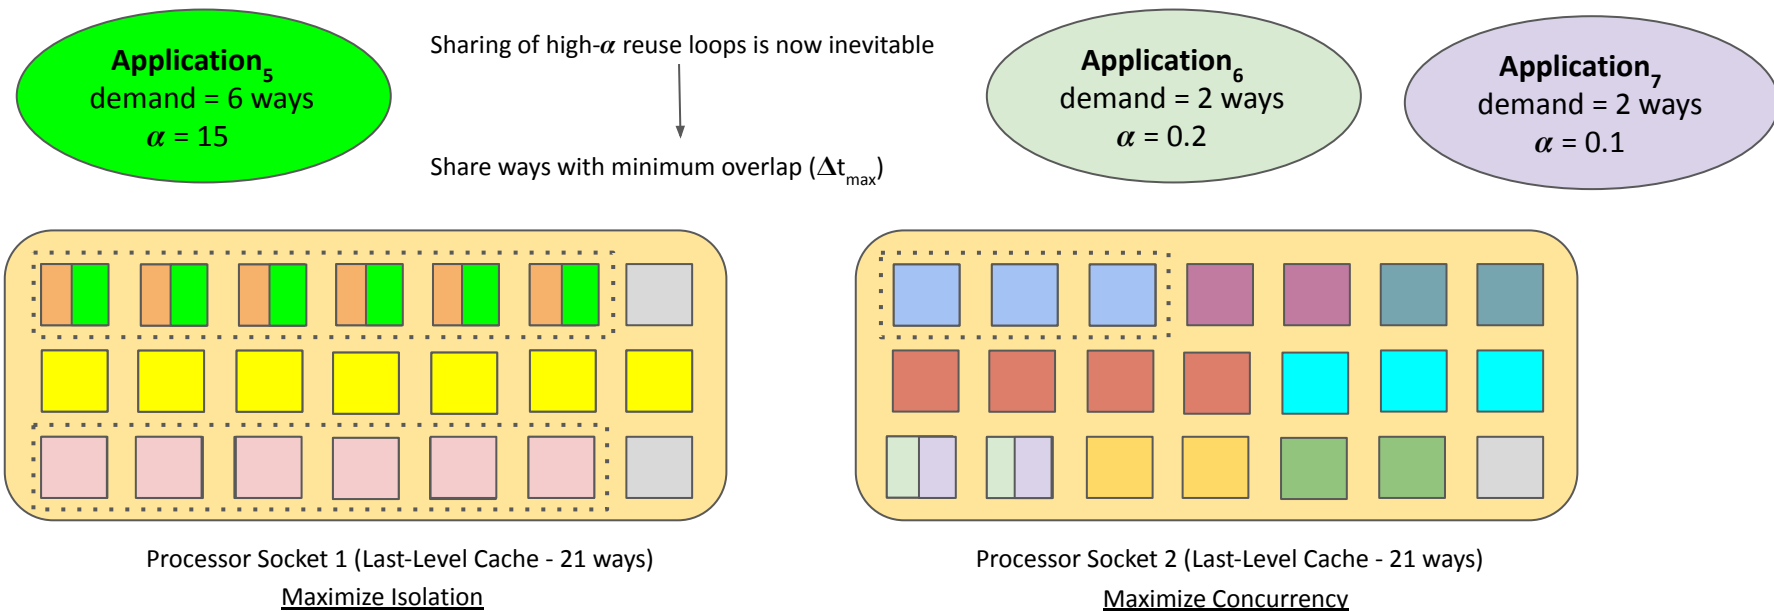 Application5
demand = 6 ways
α = 15
Sharing of high-α reuse loops is now inevitable
Share ways with minimum overlap (Δtmax)
Application6
demand = 2 ways
α = 0.2
Application7
demand = 2 ways
α = 0.1
Processor Socket 1 (Last-Level Cache - 21 ways)
Maximize Isolation
Processor Socket 2 (Last-Level Cache - 21 ways)
Maximize Concurrency